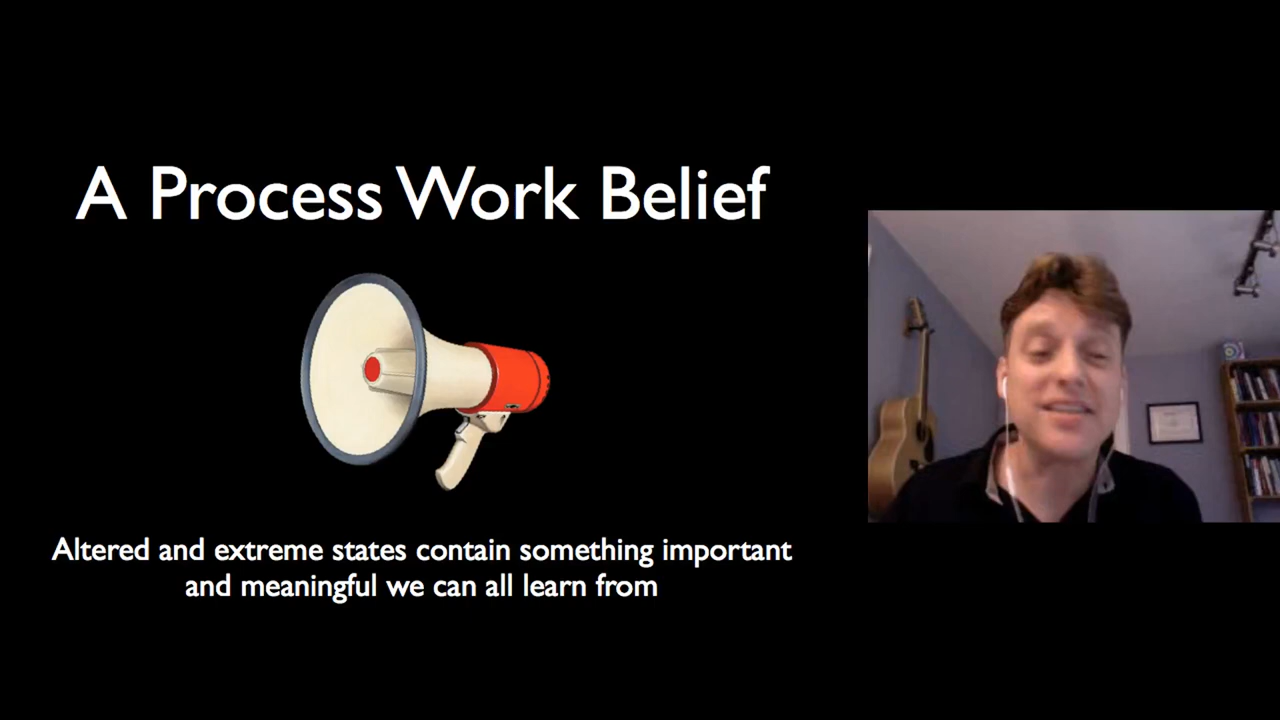 A Process Work Belief
Altered and extreme states contain something important
and meaningful we can all learn from